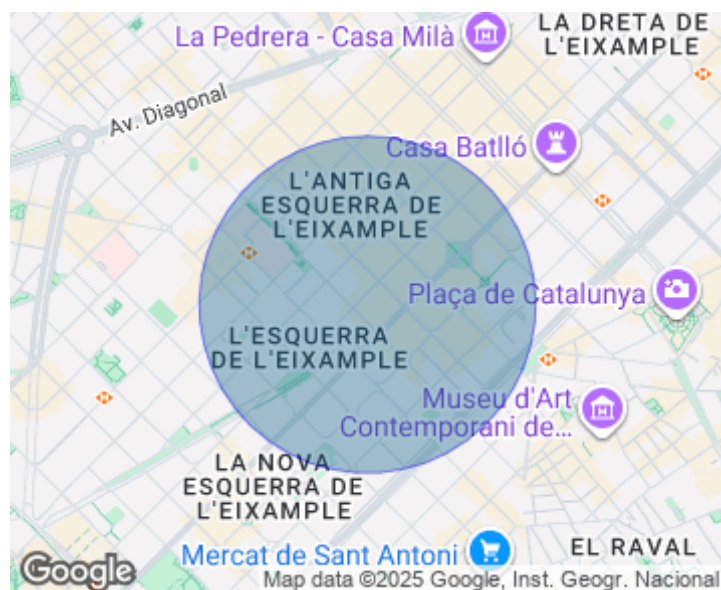 La Pedrera - Casa Milà
LA DRETA DE
L'EIXAMPLE
Av. Diagonal
Casa Batlló
L'ANTIGA
ESQUERRA DE
L'EIXAMPLE
Plaça de Catalunya
L'ESQUERRA
DE L'EIXAMPLE
Museu d'Art
Contemporani de...
LA NOVA
ESQUERRA DE
L'EIXAMPLE
Mercat de Sant Antoni
EL RAVAL
Google
Map data ©2025 Google, Inst. Geogr. Nacional